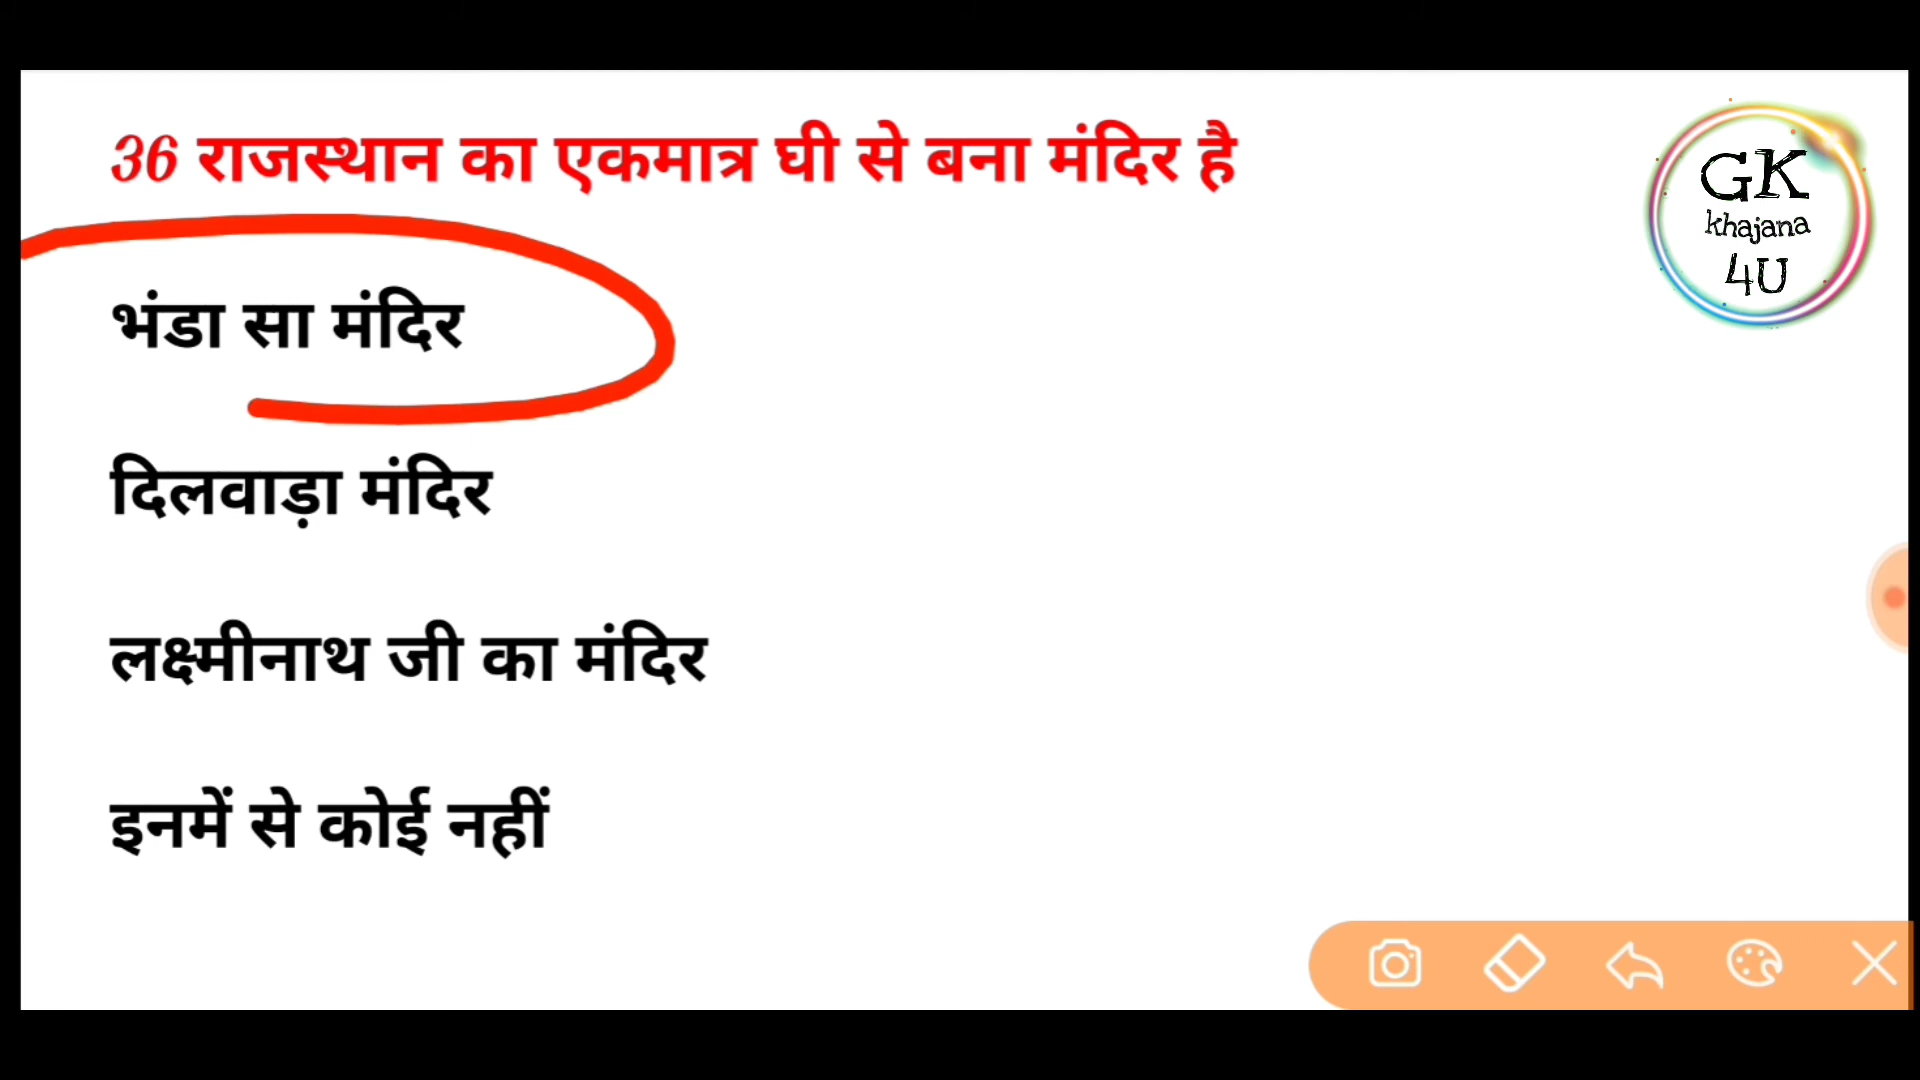 36 राजस्थान का एकमात्र घी से बना मंदिर है
भंडा सा मंदिर
दिलवाड़ा मंदिर
लक्ष्मीनाथ जी का मंदिर
इनमें से कोई नहीं
GK
khajana
4U